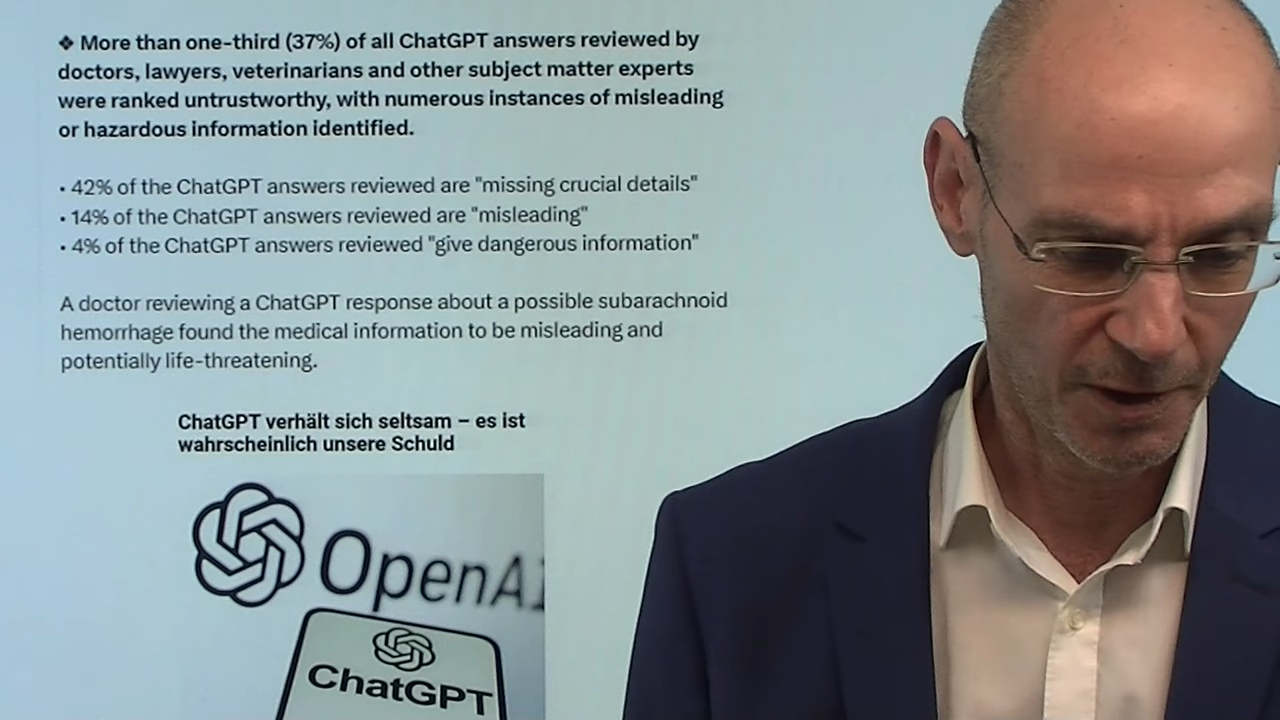 ❖ More than one-third (37%) of all ChatGPT answers reviewed by
doctors, lawyers, veterinarians and other subject matter experts
were ranked untrustworthy, with numerous instances of misleading
or hazardous information identified.
• 42% of the ChatGPT answers reviewed are "missing crucial details"
• 14% of the ChatGPT answers reviewed are "misleading"
• 4% of the ChatGPT answers reviewed "give dangerous information"
A doctor reviewing a ChatGPT response about a possible subarachnoid
hemorrhage found the medical information to be misleading and
potentially life-threatening.
ChatGPT verhält sich seltsam – es ist
wahrscheinlich unsere Schuld
OpenAI
ChatGPT